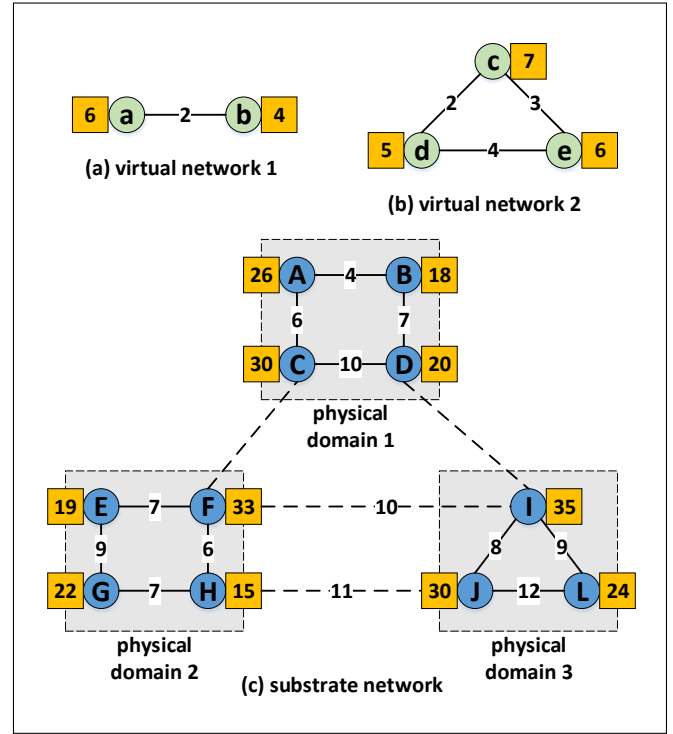 c 7
6 a 2 b 4
2 3
5 d 4 e 6
(a) virtual network 1
(b) virtual network 2
26 A 4 B 18
6 7
30 C 10 D 20
physical
domain 1
19 E 7 F 33 10 I 35
9 6 8 9
22 G 7 H 15 11 30 J 12 L 24
physical
domain 2
physical
domain 3
(c) substrate network